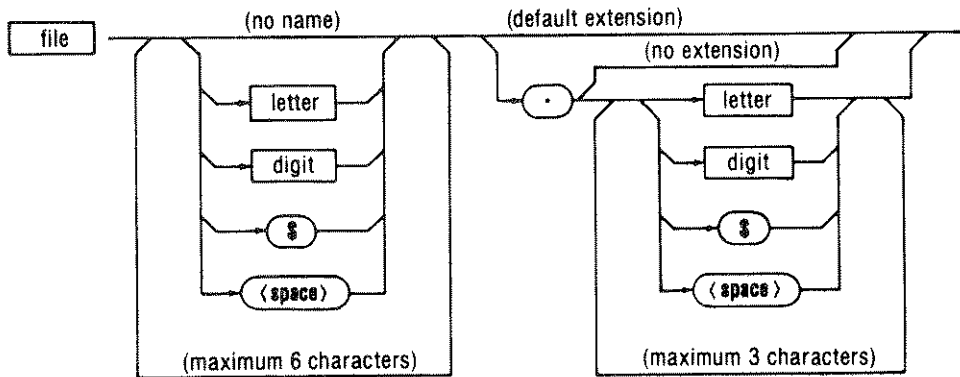 (no name) (default extension)
file
(no extension)
letter . letter
digit digit
$ $
⟨space⟩ ⟨space⟩
(maximum 6 characters) (maximum 3 characters)